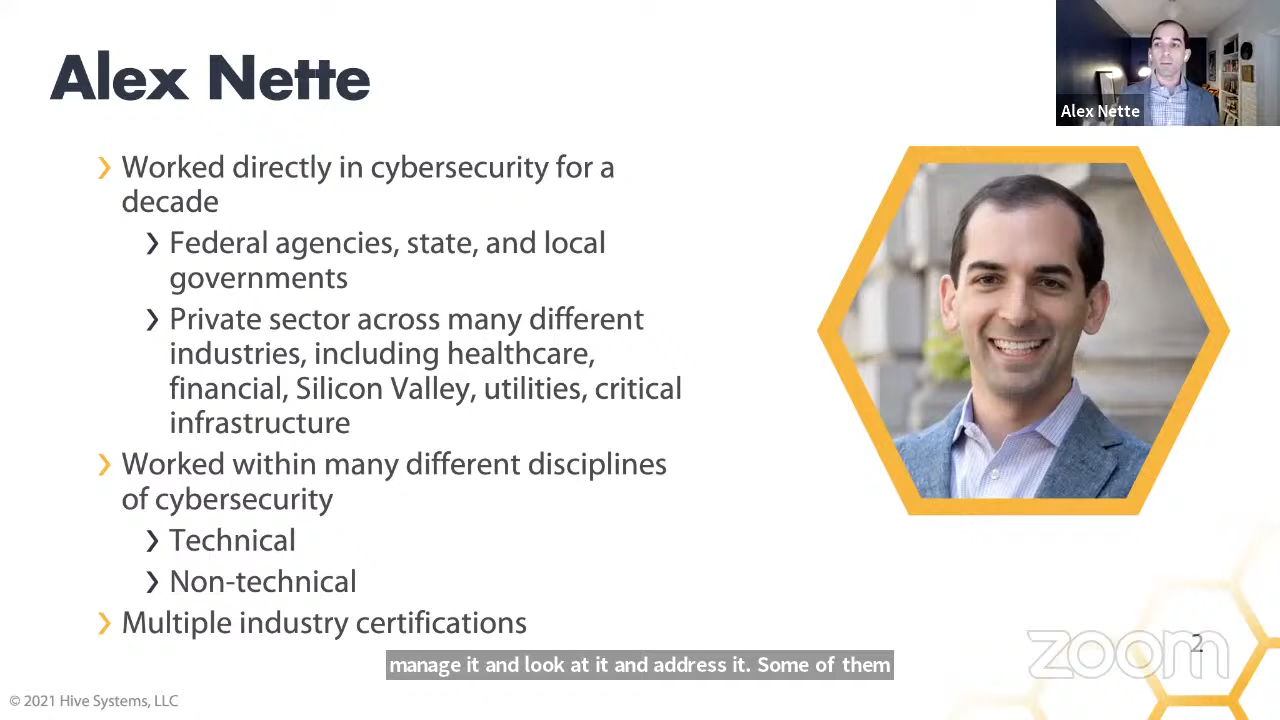 Alex Nette
Alex Nette
› Worked directly in cybersecurity for a
decade
› Federal agencies, state, and local
governments
› Private sector across many different
industries, including healthcare,
financial, Silicon Valley, utilities, critical
infrastructure
› Worked within many different disciplines
of cybersecurity
› Technical
› Non-technical
› Multiple industry certifications
manage it and look at it and address it. Some of them
zoom
2
© 2021 Hive Systems, LLC